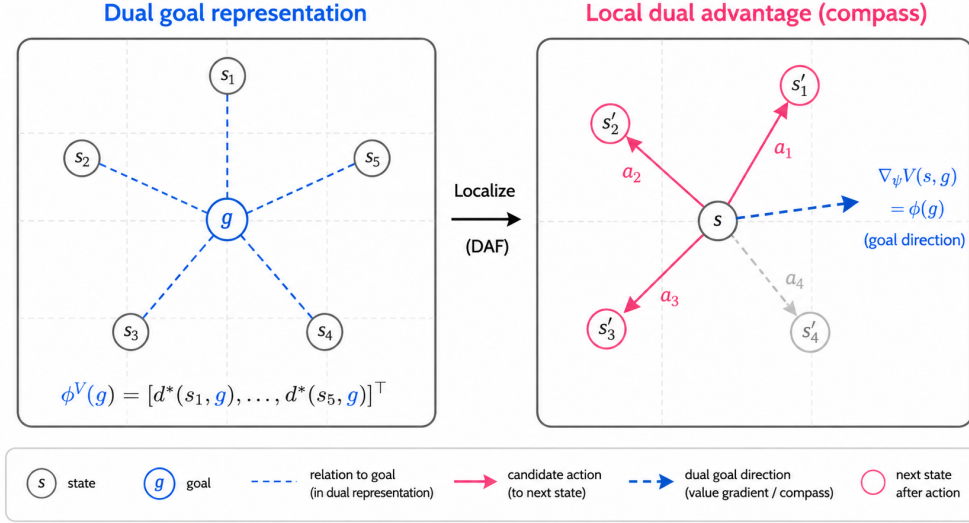 Dual goal representation
s₁
s₂
s₅
g
s₃
s₄
ϕ^V(g) = [d*(s₁, g), …, d*(s₅, g)]^⊤
Localize
(DAF)
Local dual advantage (compass)
s′₁
s′₂
a₁
a₂
s
∇_ψV(s, g)
= ϕ(g)
(goal direction)
a₃
a₄
s′₃
s′₄
s
state
g
goal
relation to goal
(in dual representation)
candidate action
(to next state)
dual goal direction
(value gradient / compass)
next state
after action